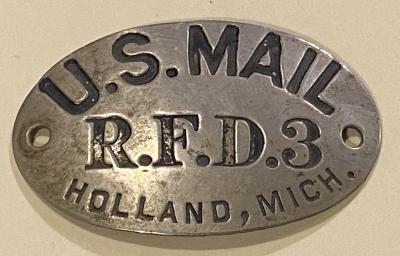 U.S. MAIL
R.F.D.3
HOLLAND, MICH.